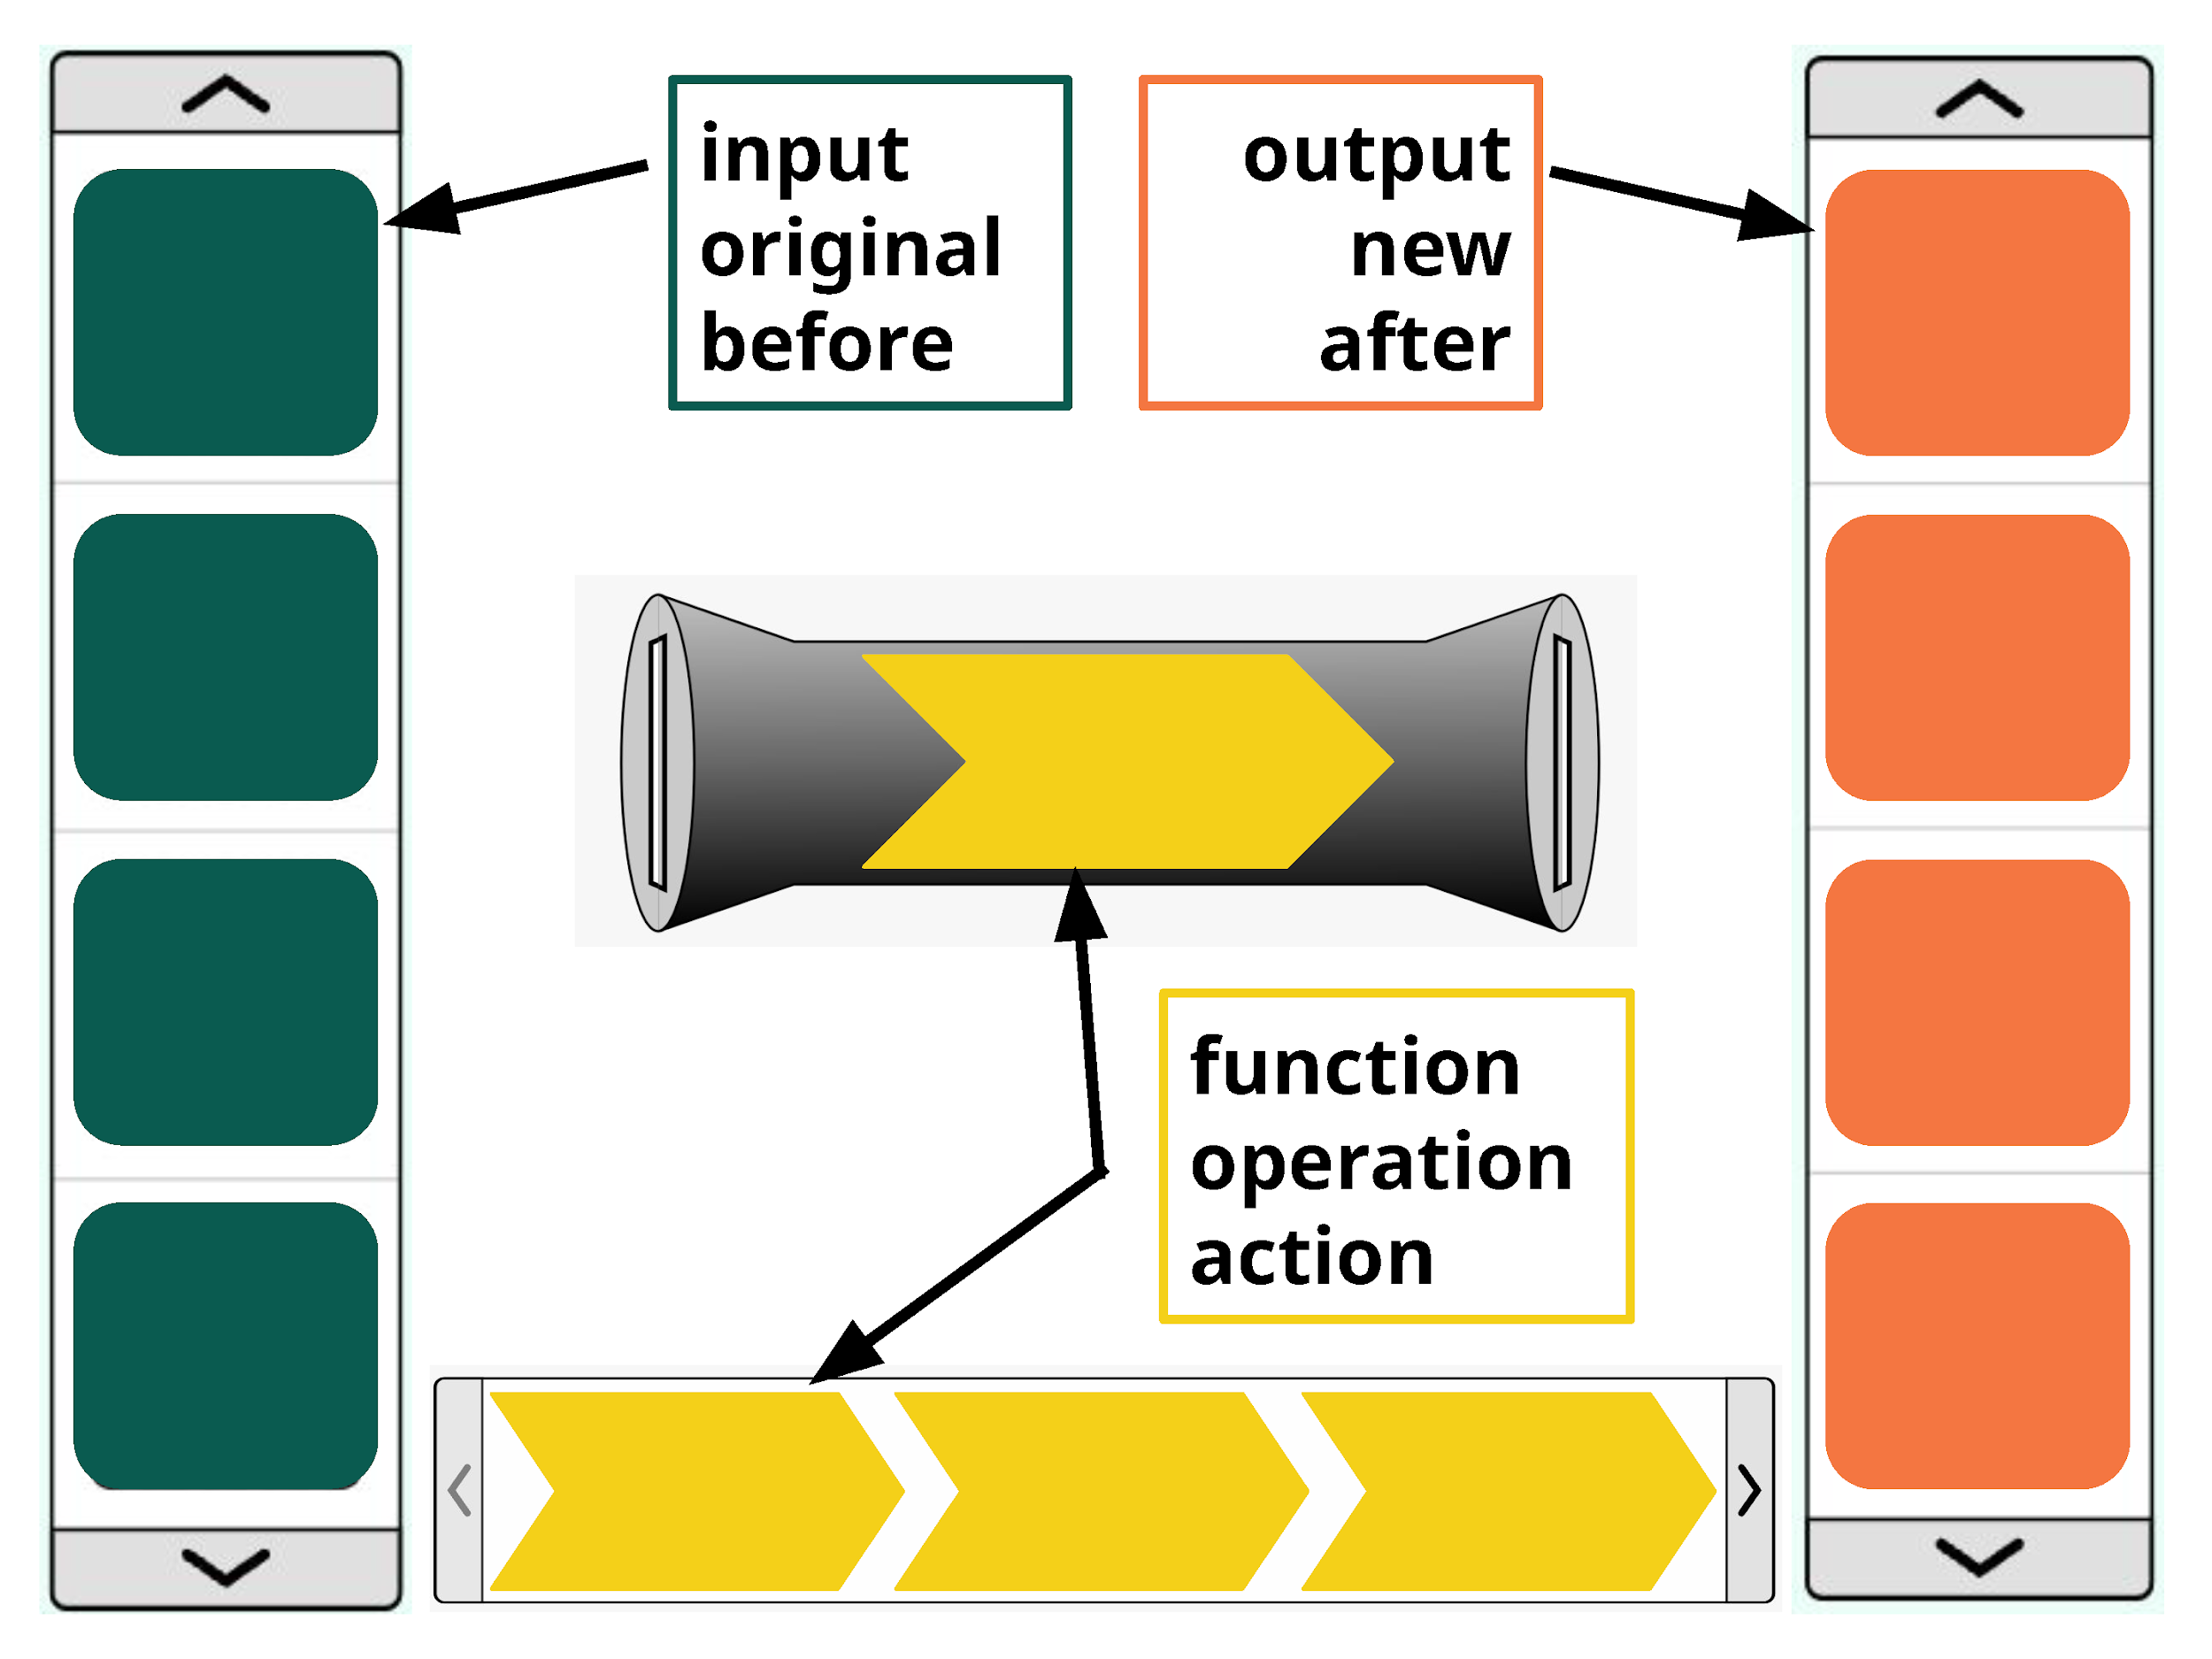 input
original
before
output
new
after
function
operation
action